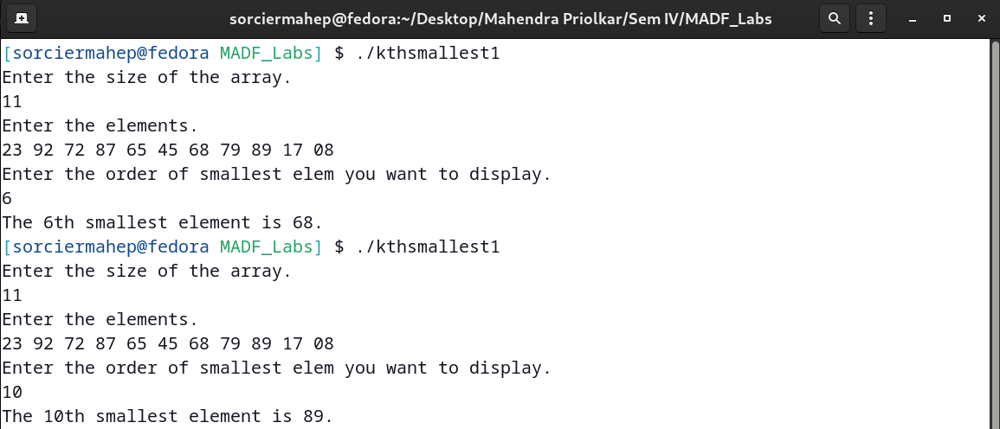 sorciermahep@fedora:~/Desktop/Mahendra Priolkar/Sem IV/MADF_Labs
[sorciermahep@fedora MADF_Labs] $ ./kthsmallest1
Enter the size of the array.
11
Enter the elements.
23 92 72 87 65 45 68 79 89 17 08
Enter the order of smallest elem you want to display.
6
The 6th smallest element is 68.
[sorciermahep@fedora MADF_Labs] $ ./kthsmallest1
Enter the size of the array.
11
Enter the elements.
23 92 72 87 65 45 68 79 89 17 08
Enter the order of smallest elem you want to display.
10
The 10th smallest element is 89.